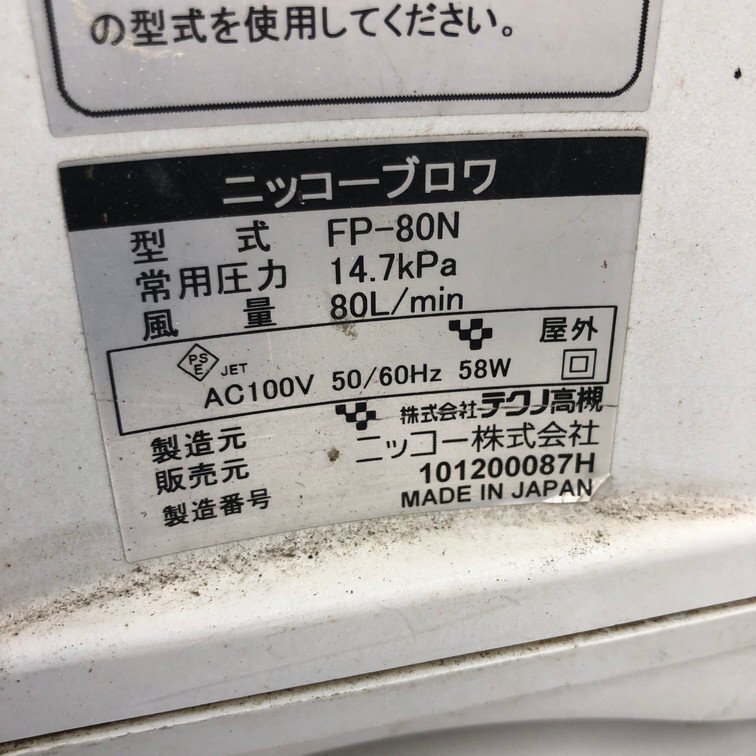 の型式を使用してください。
ニッコーブロワ
型式 FP-80N
常用圧力 14.7kPa
風量 80L/min
PSE JET 屋外
AC100V 50/60Hz 58W
製造元 株式会社テクノ高槻
販売元 ニッコー株式会社
製造番号 101200087H
MADE IN JAPAN